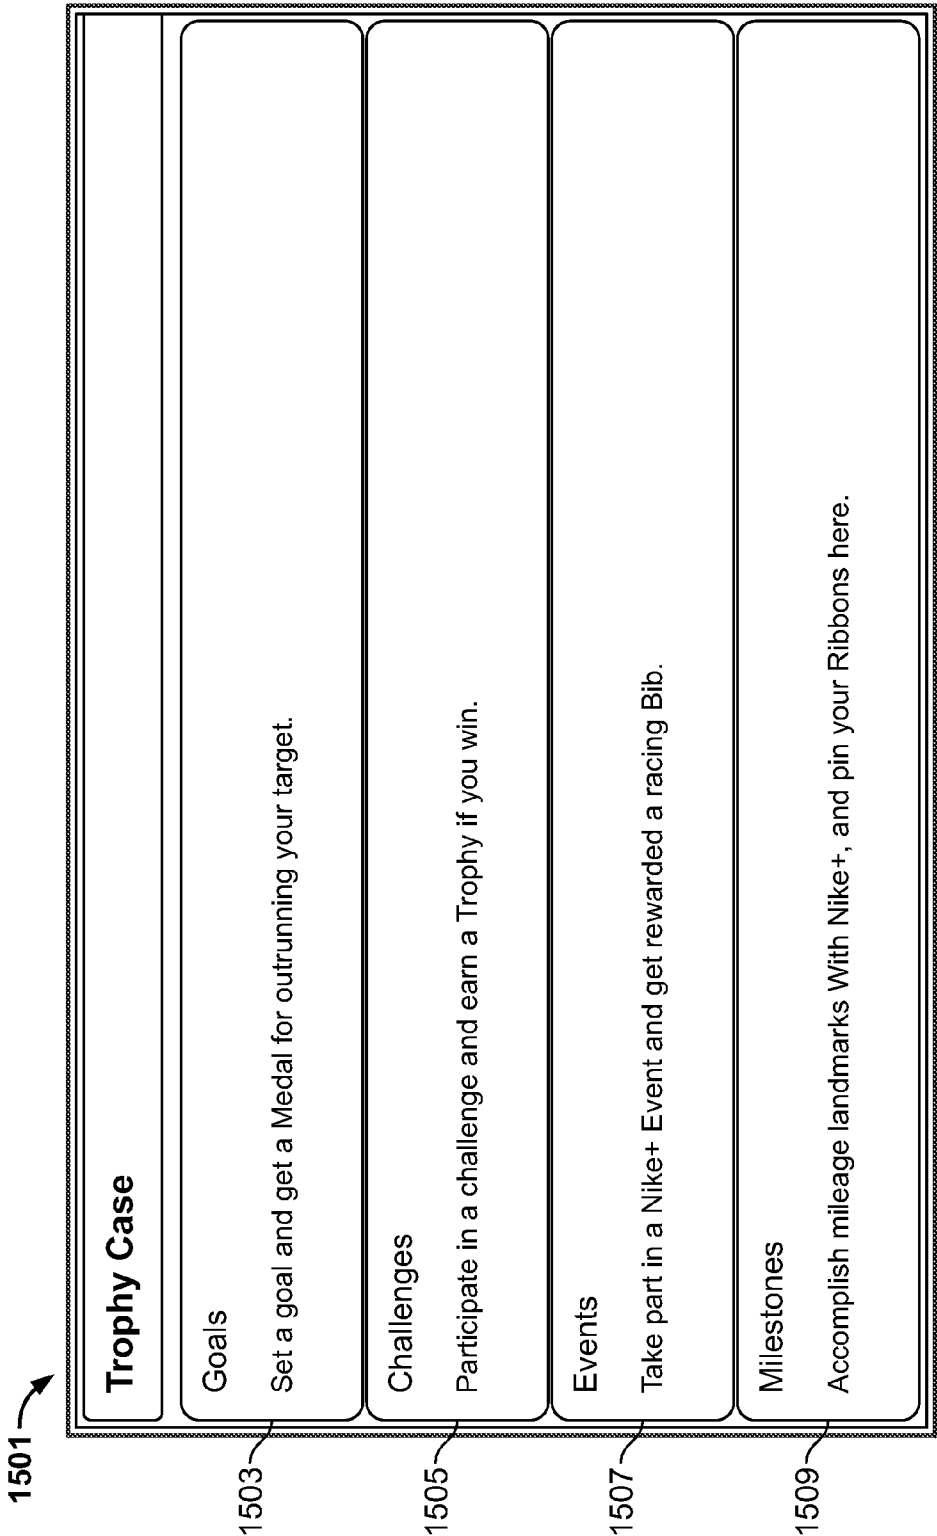 1501
Trophy Case
1503
Goals
Set a goal and get a Medal for outrunning your target.
1505
Challenges
Participate in a challenge and earn a Trophy if you win.
1507
Events
Take part in a Nike+ Event and get rewarded a racing Bib.
1509
Milestones
Accomplish mileage landmarks With Nike+, and pin your Ribbons here.